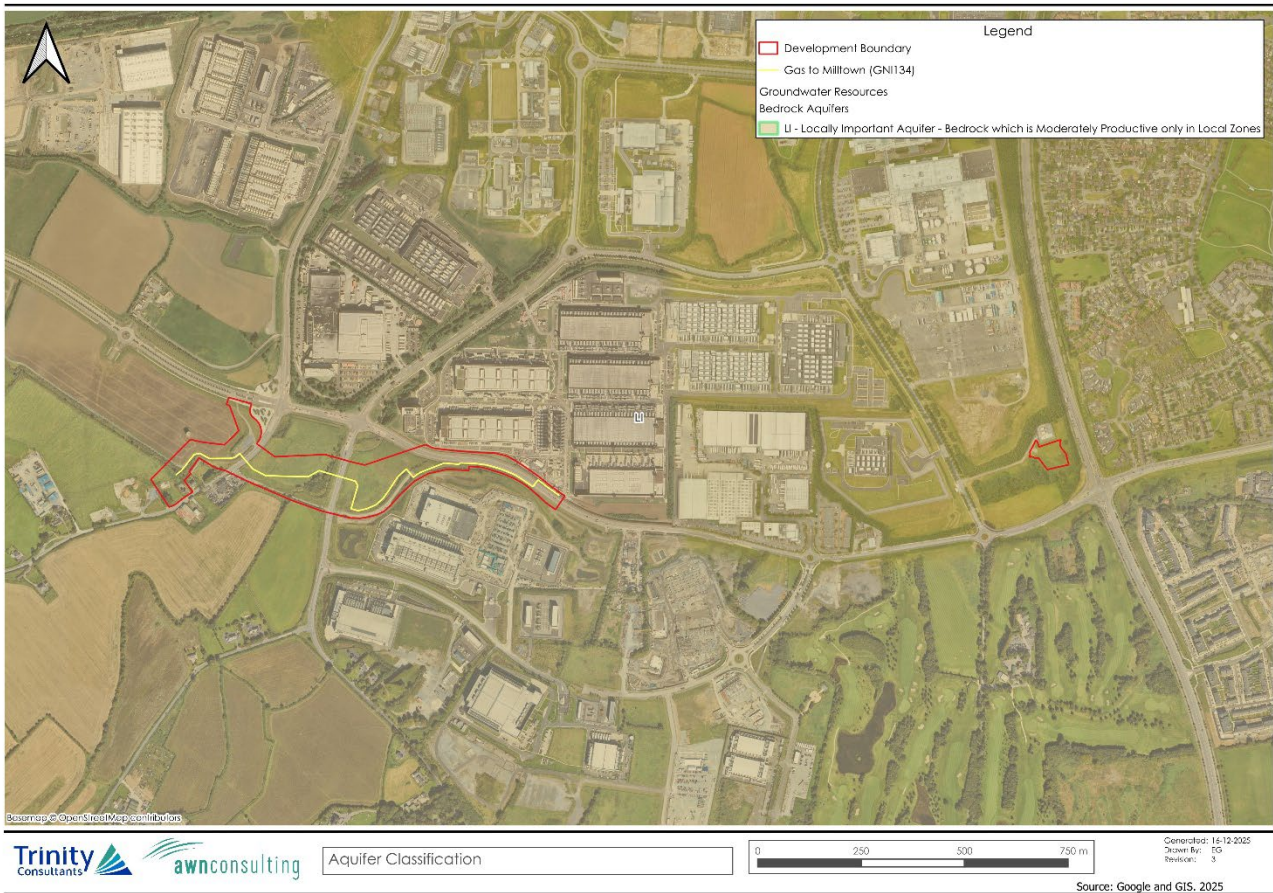 Legend
Development Boundary
Gas to Milltown (GNI134)
Groundwater Resources
Bedrock Aquifers
LI - Locally Important Aquifer - Bedrock which is Moderately Productive only in Local Zones
LI
Basemap © OpenStreetMap contributors
Trinity
Consultants
awnconsulting
Aquifer Classification
0 250 500 750 m
Generated: 16-12-2025
Drawn By: EG
Revision: 3
Source: Google and GIS. 2025